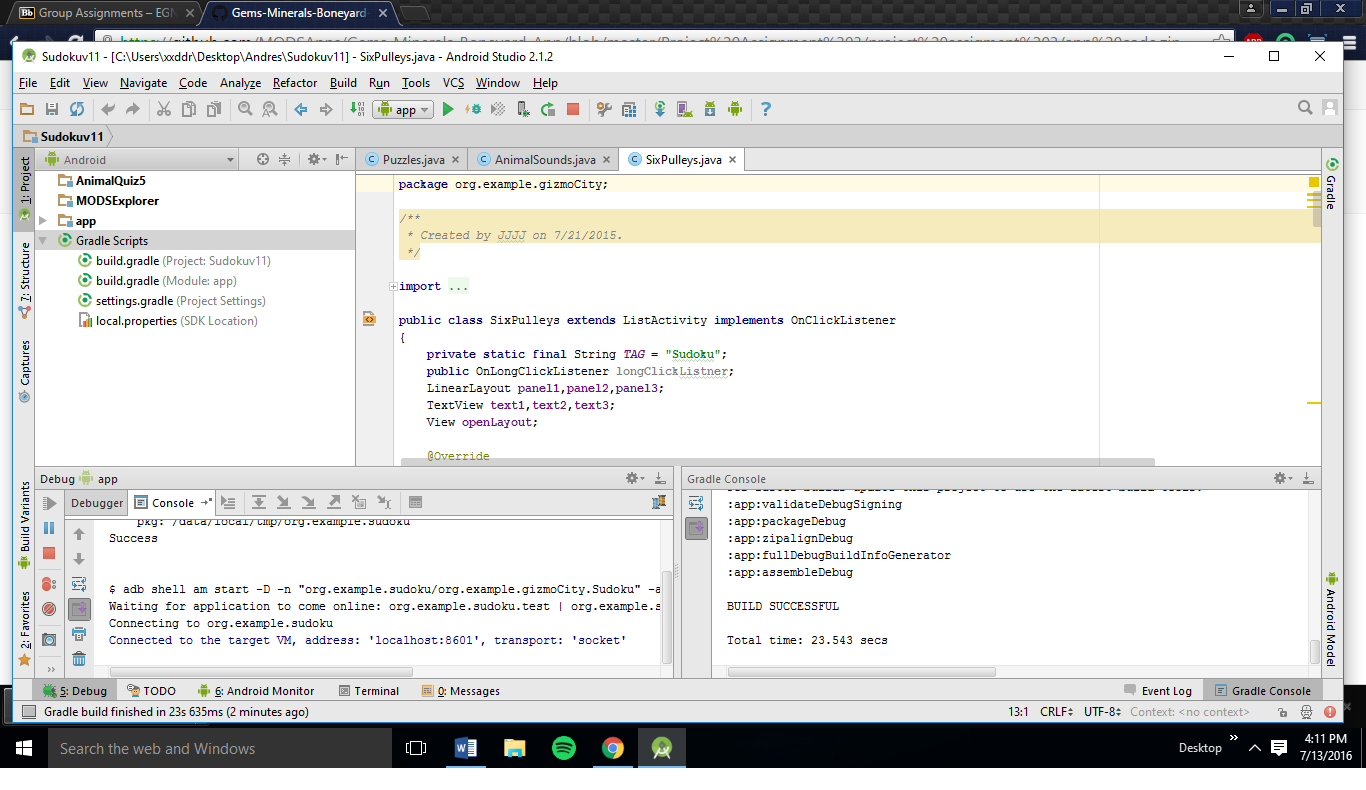 Bb Group Assignments – EGN
Gems-Minerals-Boneyard-
Sudokuv11 - [C:\Users\xxddr\Desktop\Andres\Sudokuv11] - SixPulleys.java - Android Studio 2.1.2
File Edit View Navigate Code Analyze Refactor Build Run Tools VCS Window Help
app
Sudokuv11
1: Project
Android
Puzzles.java
AnimalSounds.java
SixPulleys.java
Gradle
AnimalQuiz5
MODSExplorer
app
Gradle Scripts
build.gradle (Project: Sudokuv11)
build.gradle (Module: app)
settings.gradle (Project Settings)
local.properties (SDK Location)
7: Structure
Captures
Build Variants
2: Favorites
package org.example.gizmoCity;
/**
* Created by JJJJ on 7/21/2015.
*/
import ...
public class SixPulleys extends ListActivity implements OnClickListener
{
private static final String TAG = "Sudoku";
public OnLongClickListener longClickListner;
LinearLayout panel1,panel2,panel3;
TextView text1,text2,text3;
View openLayout;
@Override
Debug app
Debugger Console
pkg: /data/local/tmp/org.example.sudoku
Success
$ adb shell am start -D -n "org.example.sudoku/org.example.gizmoCity.Sudoku" -a
Waiting for application to come online: org.example.sudoku.test | org.example.s
Connecting to org.example.sudoku
Connected to the target VM, address: 'localhost:8601', transport: 'socket'
Gradle Console
:app:validateDebugSigning
:app:packageDebug
:app:zipalignDebug
:app:fullDebugBuildInfoGenerator
:app:assembleDebug
BUILD SUCCESSFUL
Total time: 23.543 secs
Android Model
5: Debug TODO 6: Android Monitor Terminal 0: Messages Event Log Gradle Console
Gradle build finished in 23s 635ms (2 minutes ago) 13:1 CRLF UTF-8 Context: <no context>
Search the web and Windows
Desktop
4:11 PM
7/13/2016